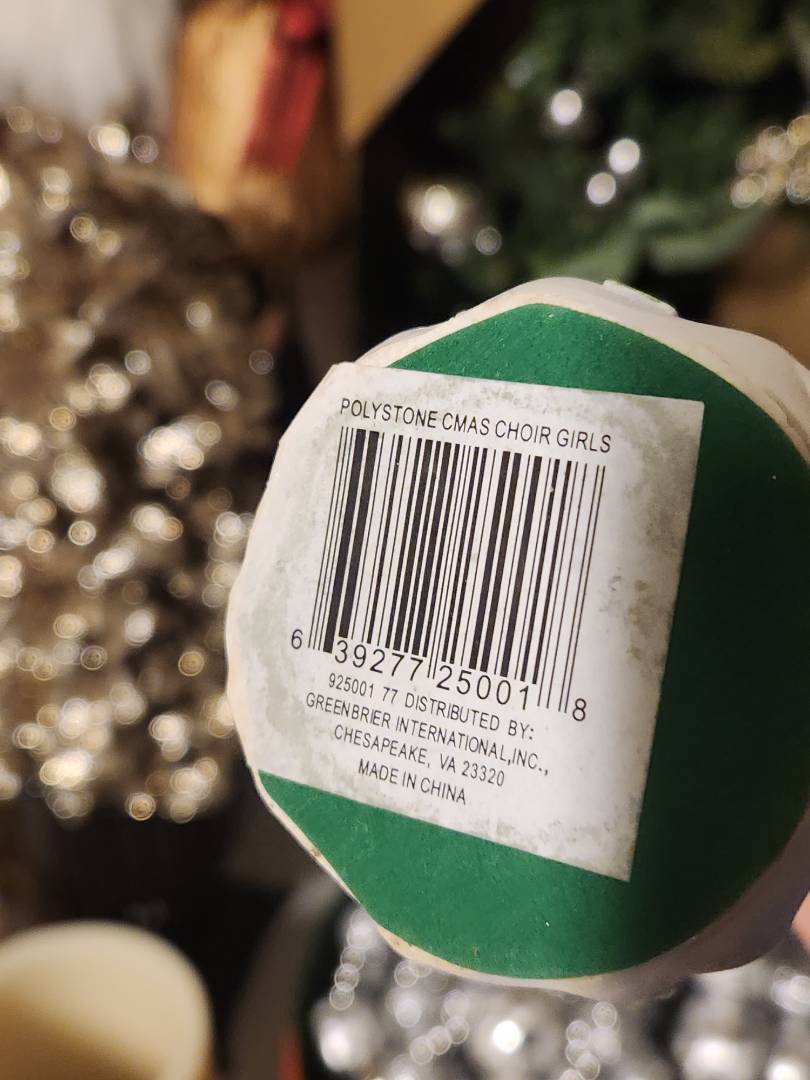 POLYSTONE CMAS CHOIR GIRLS
6 39277 25001 8
925001 77 DISTRIBUTED BY:
GREENBRIER INTERNATIONAL,INC.,
CHESAPEAKE, VA 23320
MADE IN CHINA